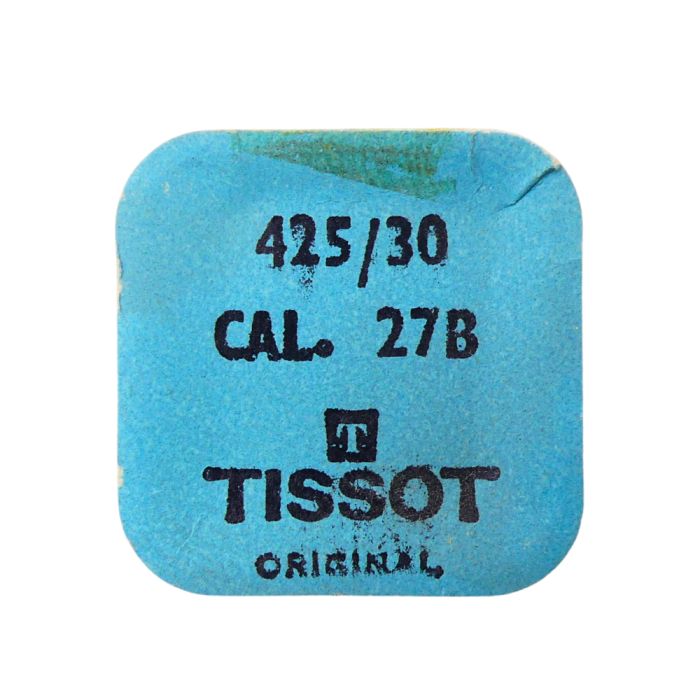 425/30
CAL. 27B
T
TISSOT
ORIGINAL